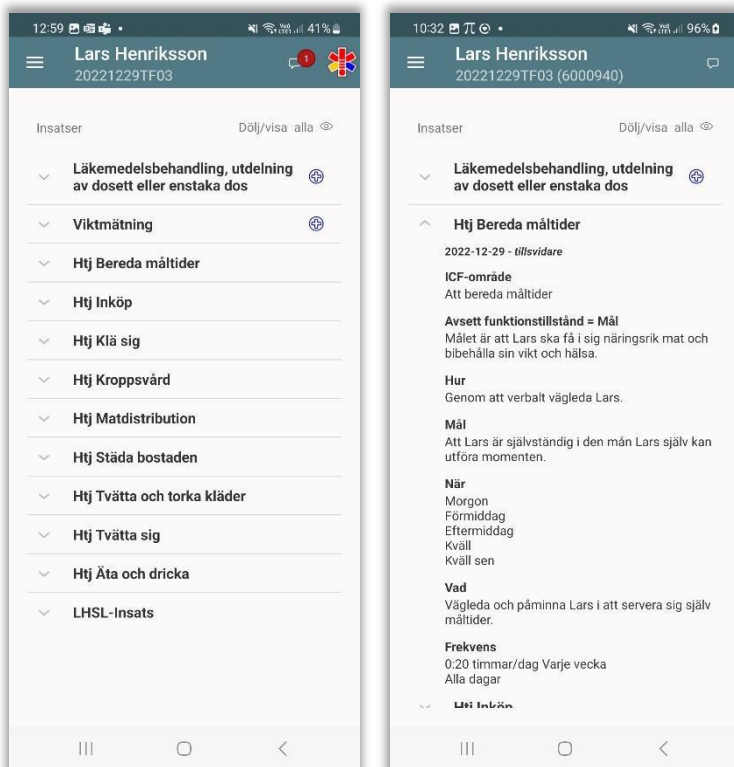 12:59
41%
Lars Henriksson
20221229TF03
1
Insatser
Dölj/visa alla
Läkemedelsbehandling, utdelning
av dosett eller enstaka dos
Viktmätning
Htj Bereda måltider
Htj Inköp
Htj Klä sig
Htj Kroppsvård
Htj Matdistribution
Htj Städa bostaden
Htj Tvätta och torka kläder
Htj Tvätta sig
Htj Äta och dricka
LHSL-Insats
10:32
96%
Lars Henriksson
20221229TF03 (6000940)
Insatser
Dölj/visa alla
Läkemedelsbehandling, utdelning
av dosett eller enstaka dos
Htj Bereda måltider
2022-12-29 - tillsvidare
ICF-område
Att bereda måltider
Avsett funktionstillstånd = Mål
Målet är att Lars ska få i sig näringsrik mat och
bibehålla sin vikt och hälsa.
Hur
Genom att verbalt vägleda Lars.
Mål
Att Lars är självständig i den mån Lars själv kan
utföra momenten.
När
Morgon
Förmiddag
Eftermiddag
Kväll
Kväll sen
Vad
Vägleda och påminna Lars i att servera sig själv
måltider.
Frekvens
0:20 timmar/dag Varje vecka
Alla dagar
Htj Inköp